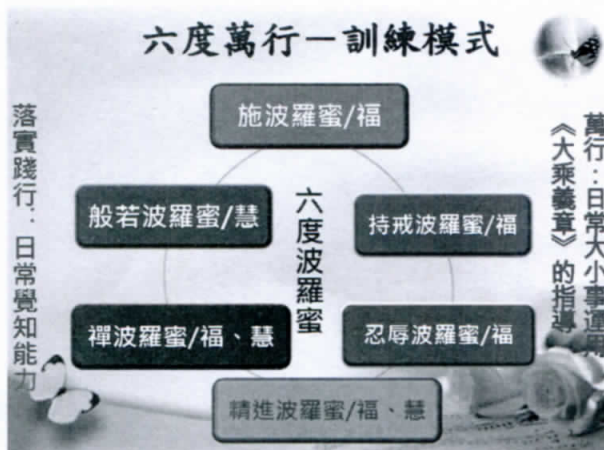 六度萬行－訓練模式
施波羅蜜/福
持戒波羅蜜/福
忍辱波羅蜜/福
精進波羅蜜/福、慧
禪波羅蜜/福、慧
般若波羅蜜/慧
六度波羅蜜
萬行：日常大小事運用
《大乘義章》的指導
落實踐行：日常覺知能力